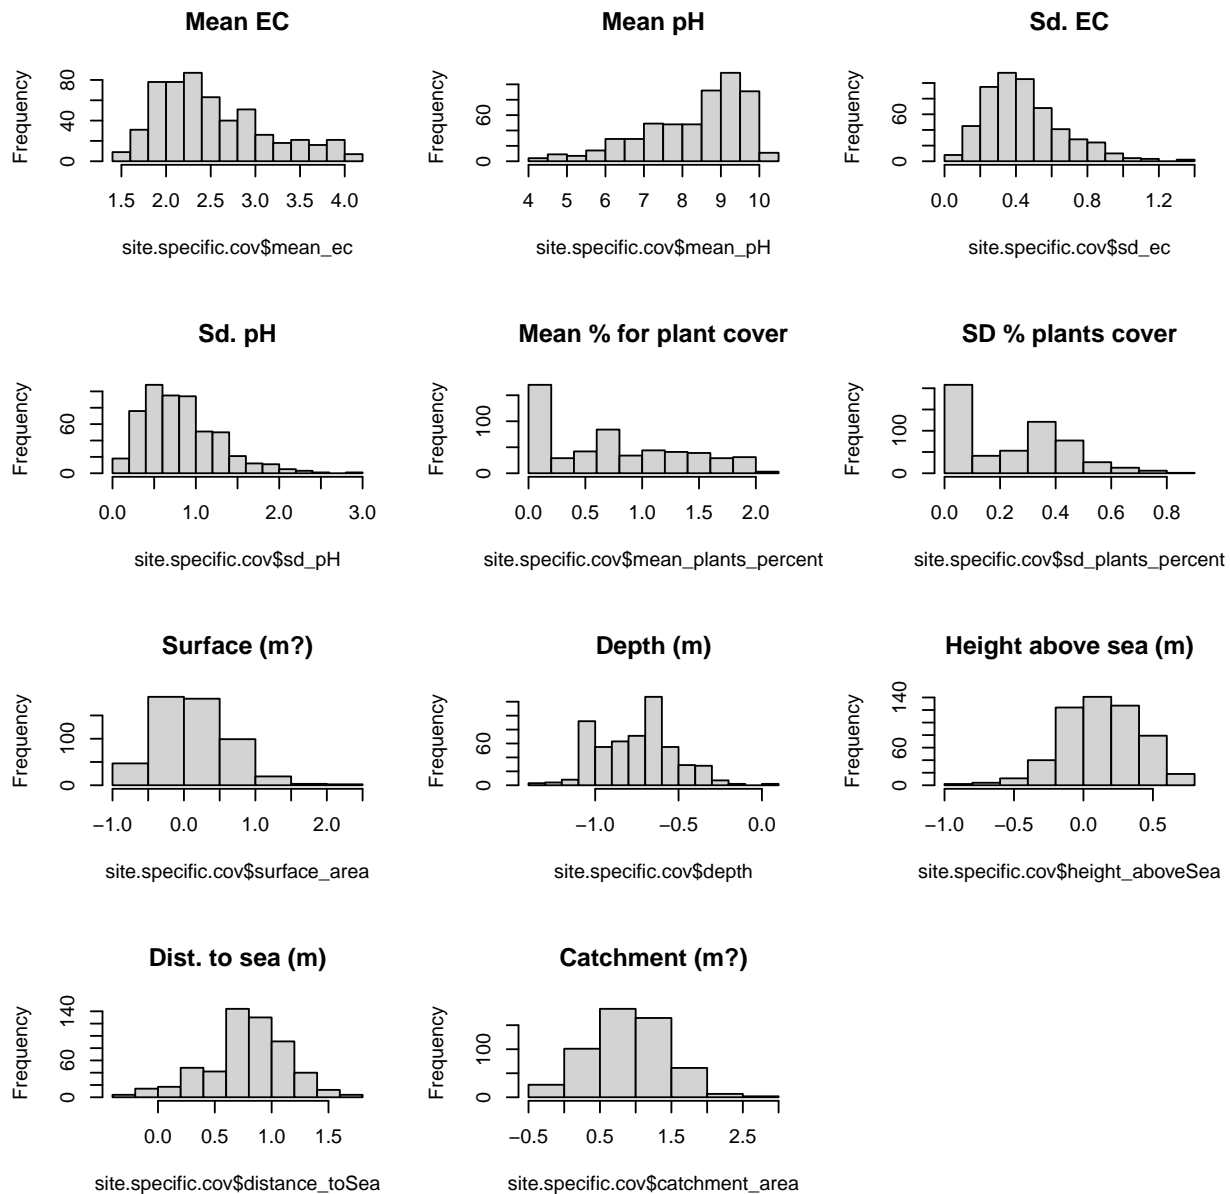 Mean EC
Frequency
0 40 80
1.5 2.0 2.5 3.0 3.5 4.0
site.specific.cov$mean_ec
Mean pH
Frequency
0 60
4 5 6 7 8 9 10
site.specific.cov$mean_pH
Sd. EC
Frequency
0 60
0.0 0.4 0.8 1.2
site.specific.cov$sd_ec
Sd. pH
Frequency
0 60
0.0 1.0 2.0 3.0
site.specific.cov$sd_pH
Mean % for plant cover
Frequency
0 100
0.0 0.5 1.0 1.5 2.0
site.specific.cov$mean_plants_percent
SD % plants cover
Frequency
0 100
0.0 0.2 0.4 0.6 0.8
site.specific.cov$sd_plants_percent
Surface (m?)
Frequency
0 100
−1.0 0.0 1.0 2.0
site.specific.cov$surface_area
Depth (m)
Frequency
0 60
−1.0 −0.5 0.0
site.specific.cov$depth
Height above sea (m)
Frequency
0 60 140
−1.0 −0.5 0.0 0.5
site.specific.cov$height_aboveSea
Dist. to sea (m)
Frequency
0 60 140
0.0 0.5 1.0 1.5
site.specific.cov$distance_toSea
Catchment (m?)
Frequency
0 100
−0.5 0.5 1.5 2.5
site.specific.cov$catchment_area